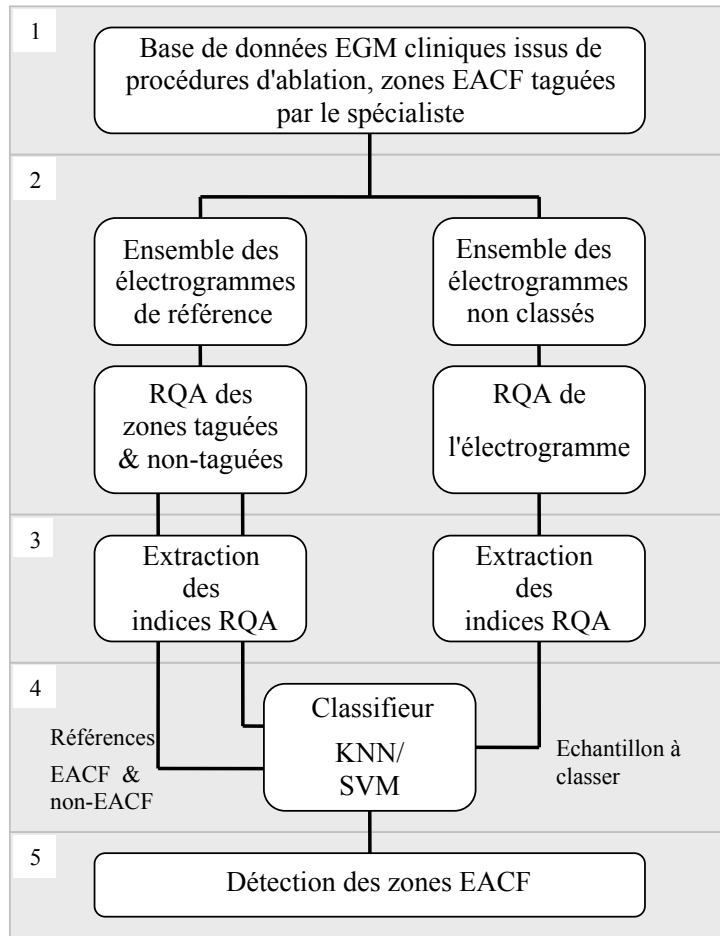 1
Base de données EGM cliniques issus de
procédures d'ablation, zones EACF taguées
par le spécialiste
2
Ensemble des
électrogrammes
de référence
Ensemble des
électrogrammes
non classés
RQA des
zones taguées
& non-taguées
RQA de
l'électrogramme
3
Extraction
des
indices RQA
Extraction
des
indices RQA
4
Classifieur
KNN/
SVM
Références
EACF & 
non-EACF
Echantillon à
classer
5
Détection des zones EACF